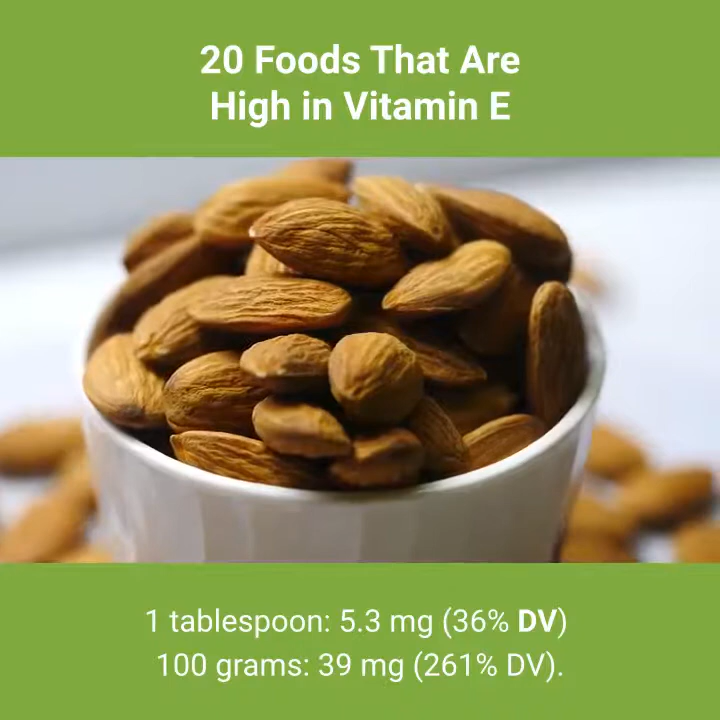 20 Foods That Are
High in Vitamin E
1 tablespoon: 5.3 mg (36% DV)
100 grams: 39 mg (261% DV).